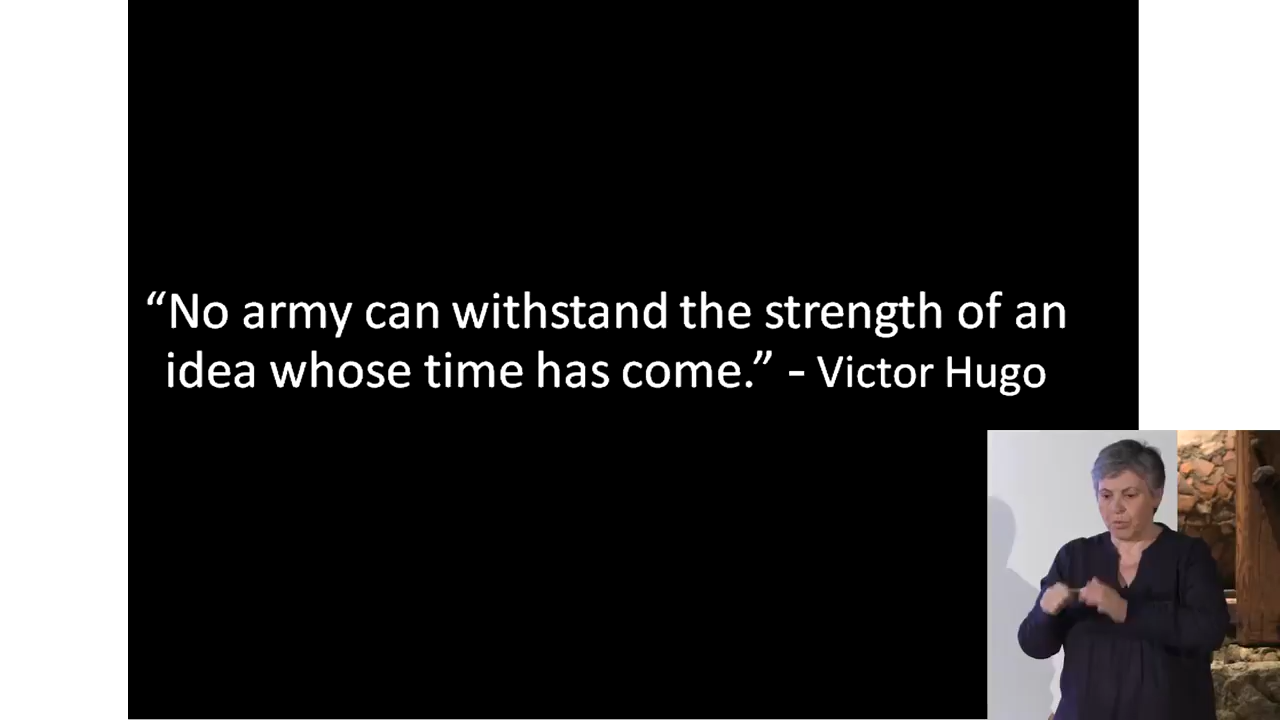 “No army can withstand the strength of an
idea whose time has come.” - Victor Hugo